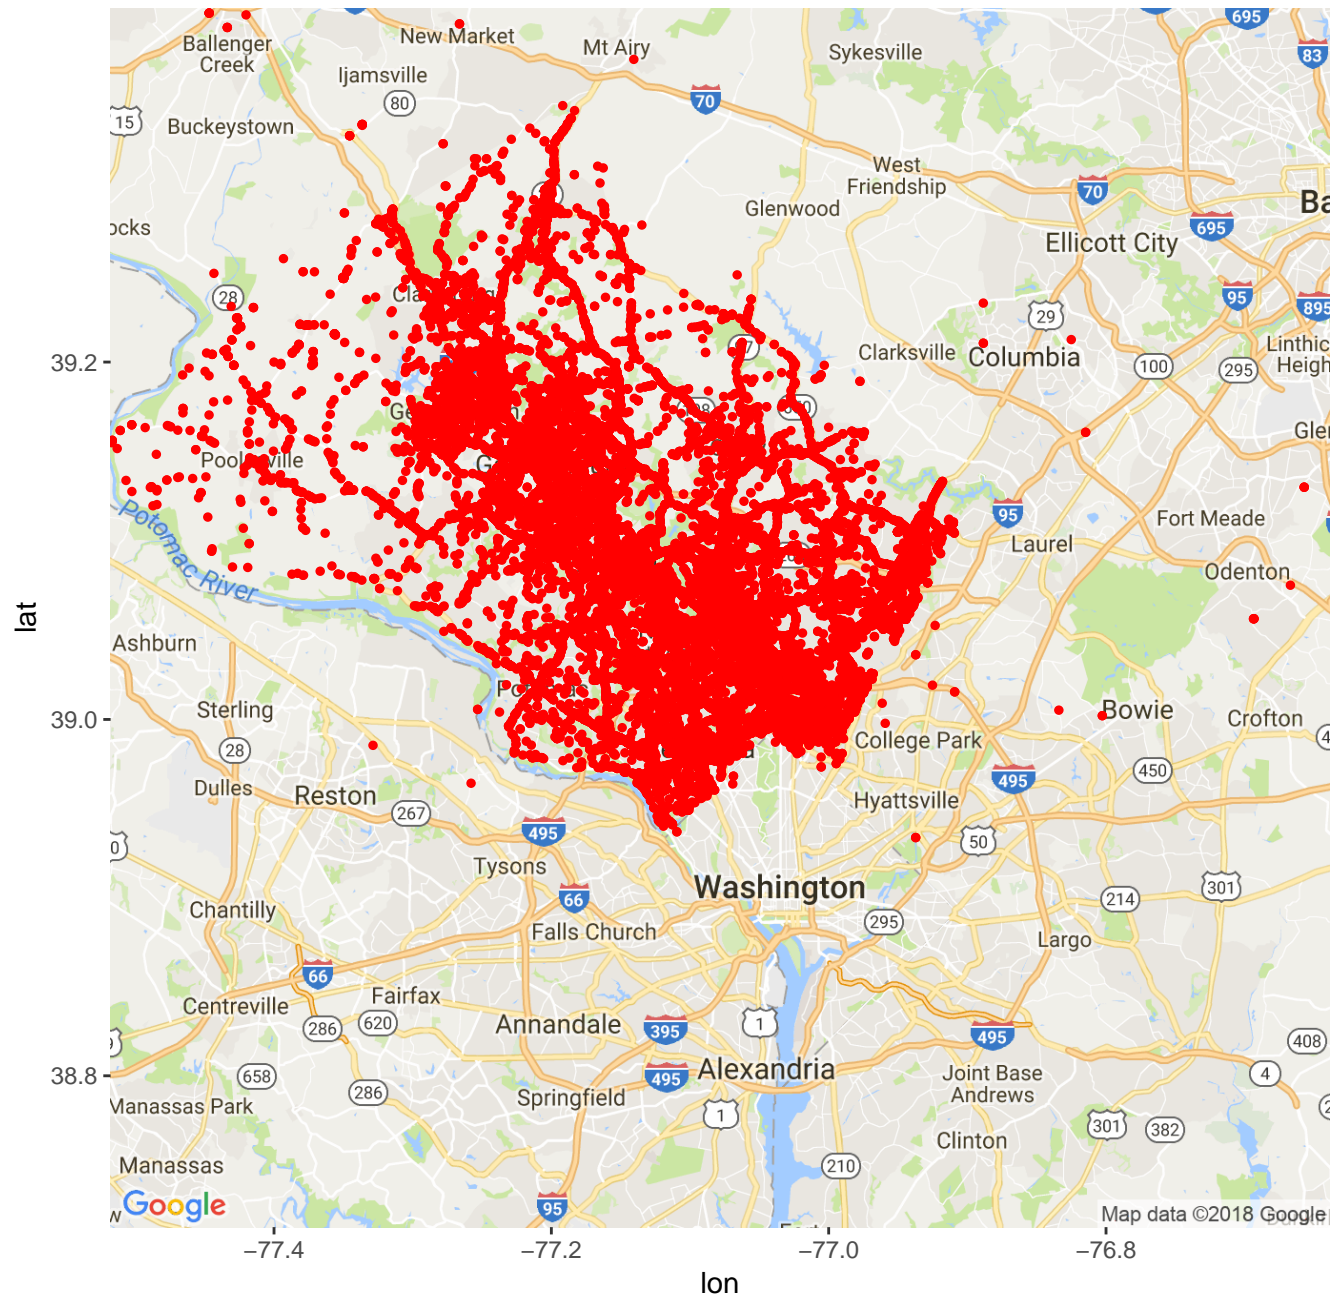 695
83
Ballenger
Creek
New Market
Mt Airy
Sykesville
Ijamsville
80
70
15
Buckeystown
West
Friendship
70
Glenwood
Ba
695
ocks
Ellicott City
28
95
895
29
Linthic
Heigh
39.2
Clarksville
Columbia
100
295
Gler
Potomac River
95
Fort Meade
Laurel
Odenton
Ashburn
39.0
Sterling
Bowie
Crofton
28
College Park
4
450
495
Dulles
Reston
Hyattsville
267
495
50
0
Tysons
Washington
301
66
214
Chantilly
295
Falls Church
Largo
66
Centreville
Fairfax
286
620
Annandale
395
1
495
9
408
38.8
658
495
Alexandria
Joint Base
Andrews
4
286
Springfield
Manassas Park
1
301
382
2
Clinton
Manassas
210
Google
95
Map data ©2018 Google
−77.4
−77.2
−77.0
−76.8
lon
lat